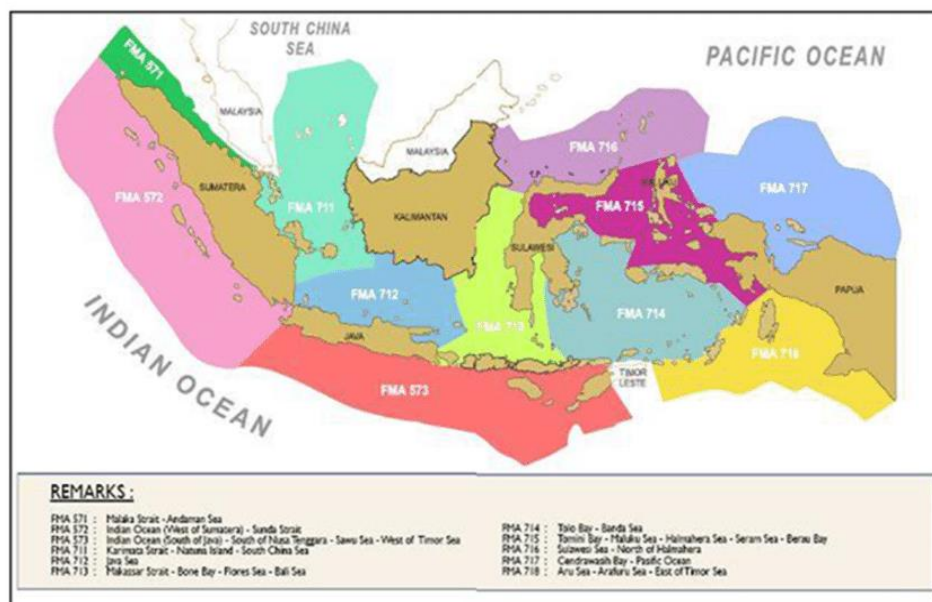 SOUTH CHINA
SEA
PACIFIC OCEAN
FMA 571
MALAYSIA
MALAYSIA
FMA 716
FMA 717
SUMATERA
FMA 572
FMA 711
KALIMANTAN
FMA 715
SULAWESI
PAPUA
FMA 712
FMA 713
FMA 714
JAVA
FMA 718
TIMOR
LESTE
FMA 573
INDIAN OCEAN
REMARKS :
FMA 571 : Malaka Strait - Andaman Sea
FMA 572 : Indian Ocean (West of Sumatera) - Sunda Strait
FMA 573 : Indian Ocean (South of Java) - South of Nusa Tenggara - Sawu Sea - West of Timor Sea
FMA 711 : Karimata Strait - Natuna Island - South China Sea
FMA 712 : Java Sea
FMA 713 : Makassar Strait - Bone Bay - Flores Sea - Bali Sea
FMA 714 : Tolo Bay - Banda Sea
FMA 715 : Tomini Bay - Maluku Sea - Halmahera Sea - Seram Sea - Berau Bay
FMA 716 : Sulawesi Sea - North of Halmahera
FMA 717 : Cendrawasih Bay - Pacific Ocean
FMA 718 : Aru Sea - Arafuru Sea - East of Timor Sea